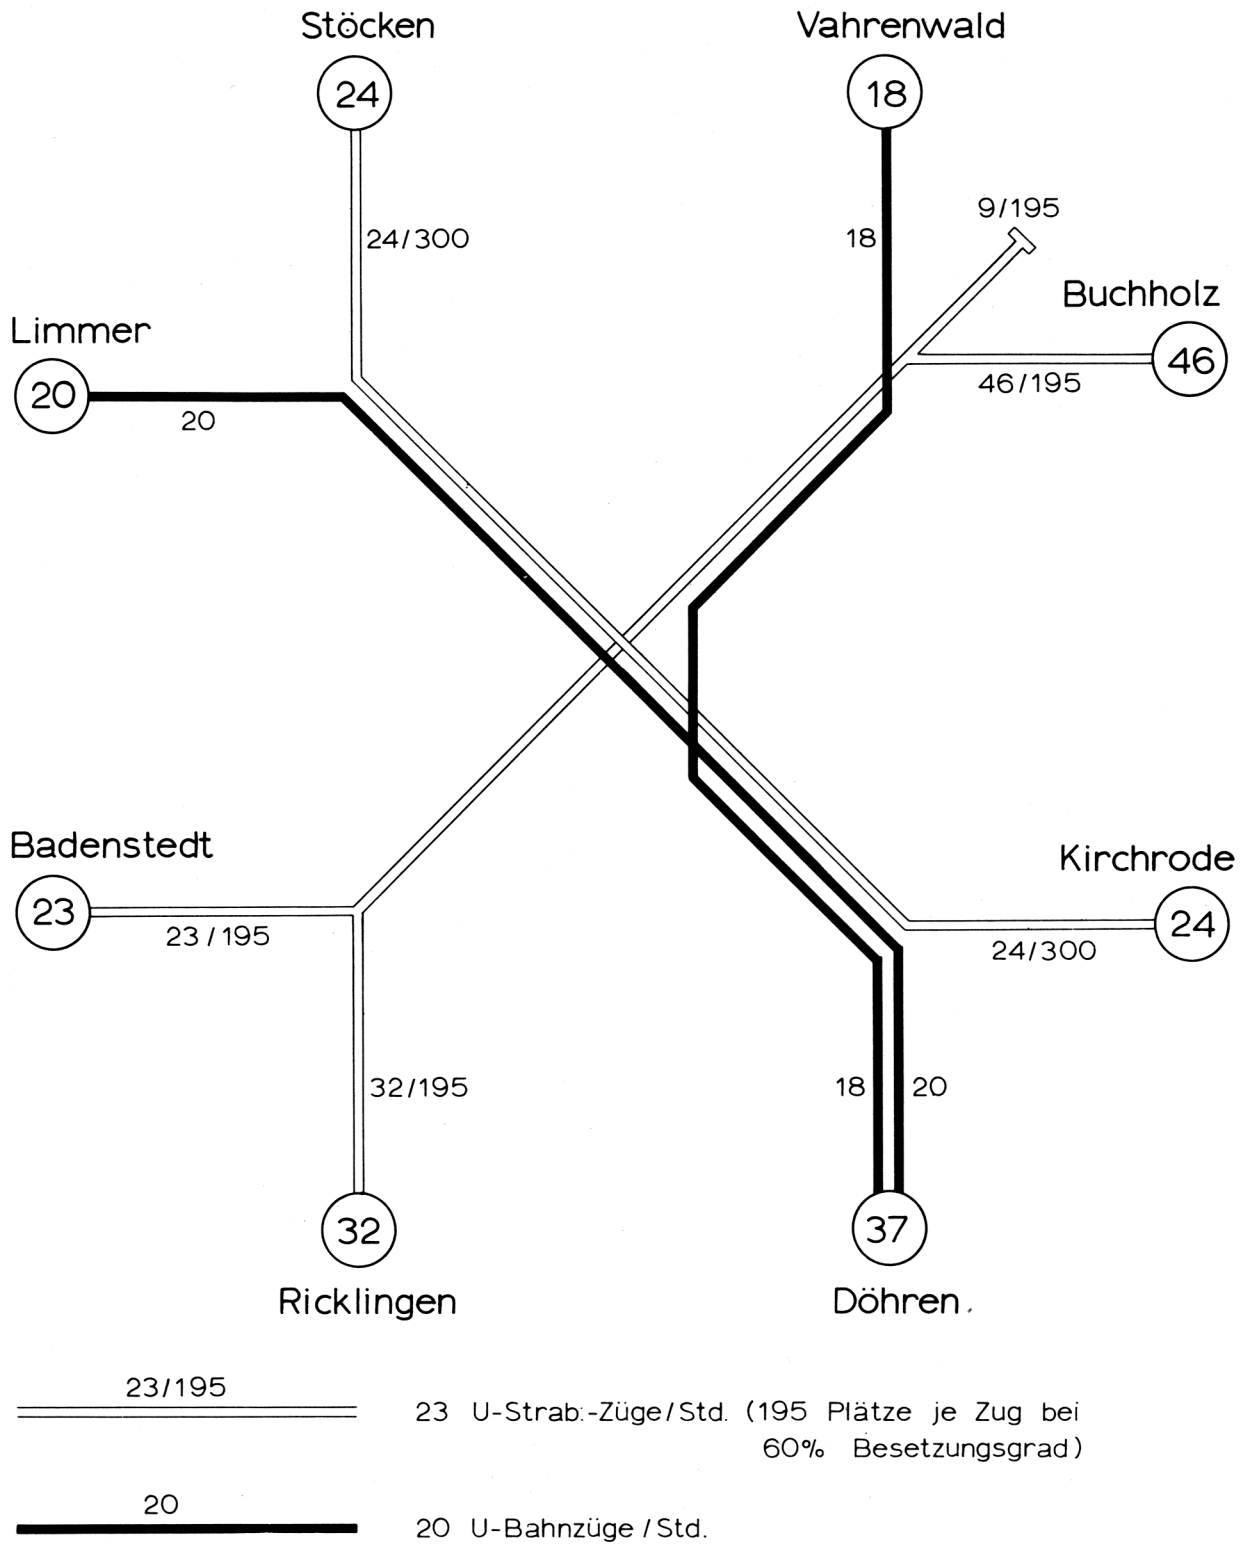 Stöcken
Vahrenwald
24
18
9/195
24/300
18
Buchholz
Limmer
46
20
46/195
20
Badenstedt
Kirchrode
23
24
23/195
24/300
32/195
18
20
32
37
Ricklingen
Döhren.
23/195
23 U-Strab.-Züge/Std. (195 Plätze je Zug bei
60% Besetzungsgrad)
20
20 U-Bahnzüge/Std.